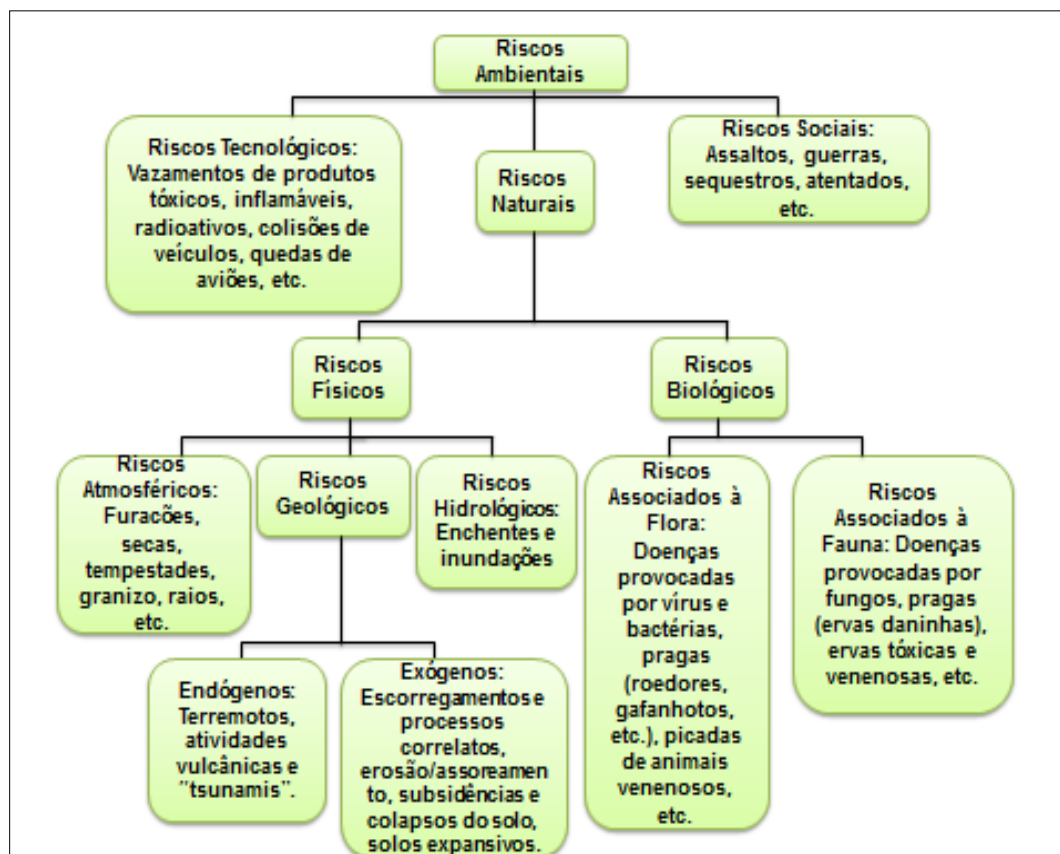 Riscos
Ambientais
Riscos Tecnológicos:
Vazamentos de produtos
tóxicos, inflamáveis,
radioativos, colisões de
veículos, quedas de
aviões, etc.
Riscos
Naturais
Riscos Sociais:
Assaltos, guerras,
sequestros, atentados,
etc.
Riscos
Físicos
Riscos
Biológicos
Riscos
Atmosféricos:
Furacões,
secas,
tempestades,
granizo, raios,
etc.
Riscos
Geológicos
Riscos
Hidrológicos:
Enchentes e
inundações
Riscos
Associados à
Flora:
Doenças
provocadas
por vírus e
bactérias,
pragas
(roedores,
gafanhotos,
etc.), picadas
de animais
venenosos,
etc.
Riscos
Associados à
Fauna: Doenças
provocadas por
fungos, pragas
(ervas daninhas),
ervas tóxicas e
venenosas, etc.
Endógenos:
Terremotos,
atividades
vulcânicas e
"tsunamis".
Exógenos:
Escorregamentos e
processos
correlatos,
erosão/assoreamen
to, subsidências e
colapsos do solo,
solos expansivos.